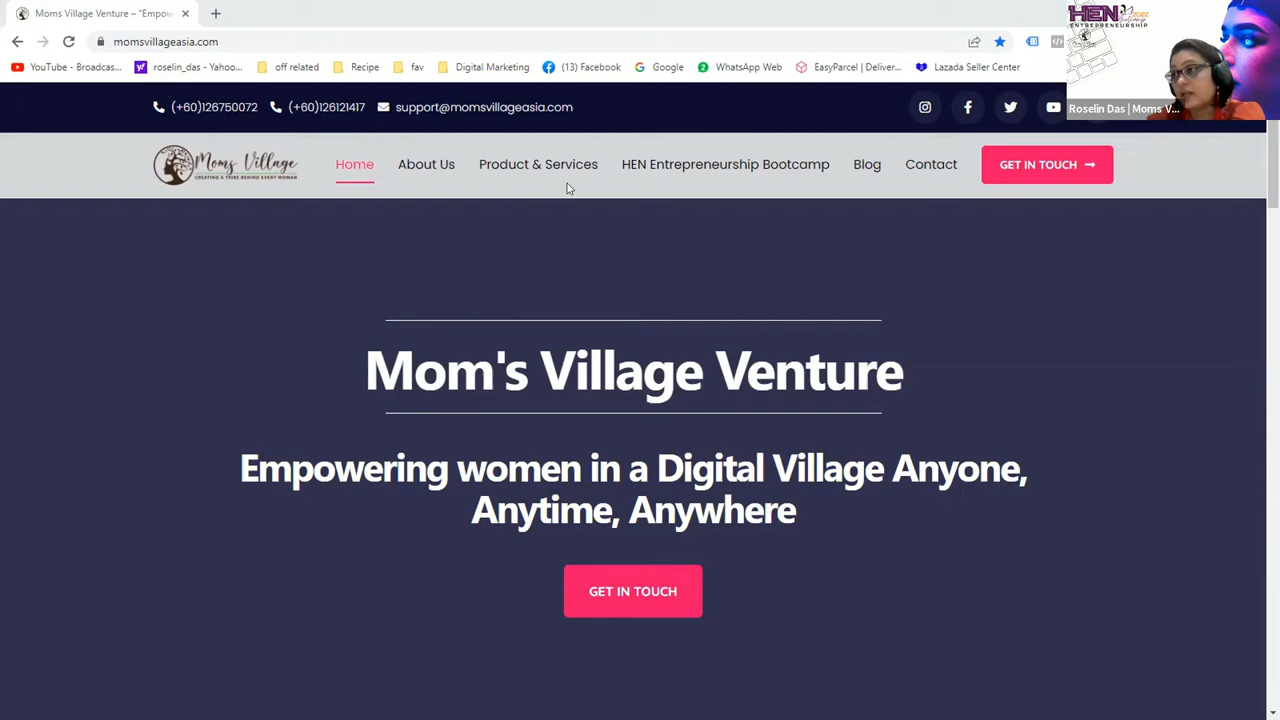 Moms Village Venture – "Empow
momsvillageasia.com
YouTube - Broadcas...
roselin_das - Yahoo...
off related
Recipe
fav
Digital Marketing
(13) Facebook
Google
WhatsApp Web
EasyParcel | Deliver...
Lazada Seller Center
HEN 2022
ENTREPRENEURSHIP
Roselin Das | Moms V...
(+60)126750072
(+60)126121417
support@momsvillageasia.com
Moms Village
CREATING A TRIBE BEHIND EVERY WOMAN
Home
About Us
Product & Services
HEN Entrepreneurship Bootcamp
Blog
Contact
GET IN TOUCH
Mom's Village Venture
Empowering women in a Digital Village Anyone,
Anytime, Anywhere
GET IN TOUCH